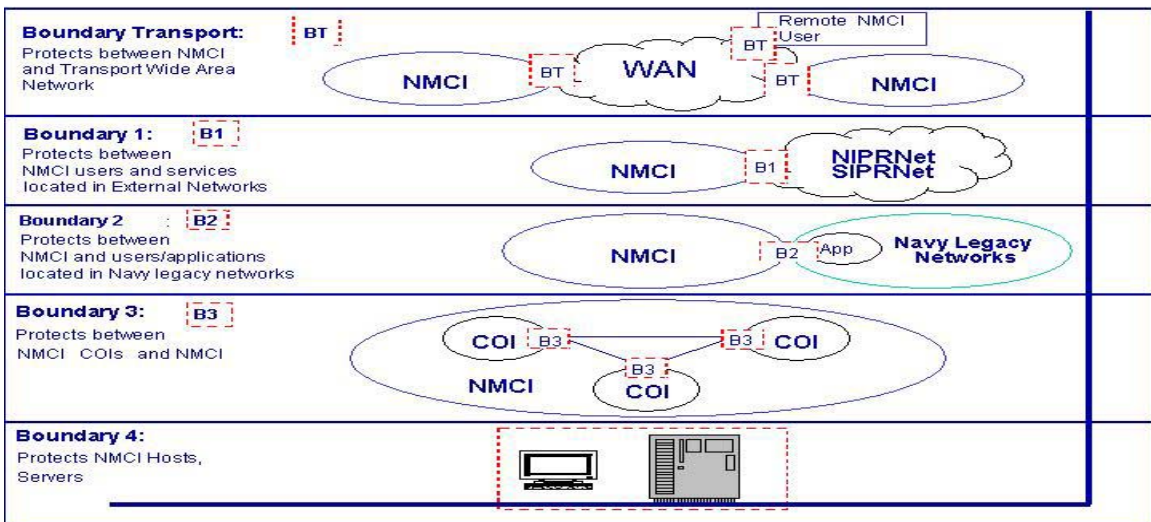 Boundary Transport:
BT
Protects between NMCI
and Transport Wide Area
Network
NMCI
BT
WAN
BT
Remote NMCI
User
BT
NMCI
Boundary 1:
B1
Protects between
NMCI users and services
located in External Networks
NMCI
B1
NIPRNet
SIPRNet
Boundary 2 :
B2
Protects between
NMCI and users/applications
located in Navy legacy networks
NMCI
B2
App
Navy Legacy
Networks
Boundary 3:
B3
Protects between
NMCI COIs and NMCI
COI
B3
B3
COI
B3
COI
NMCI
Boundary 4:
Protects NMCI Hosts,
Servers